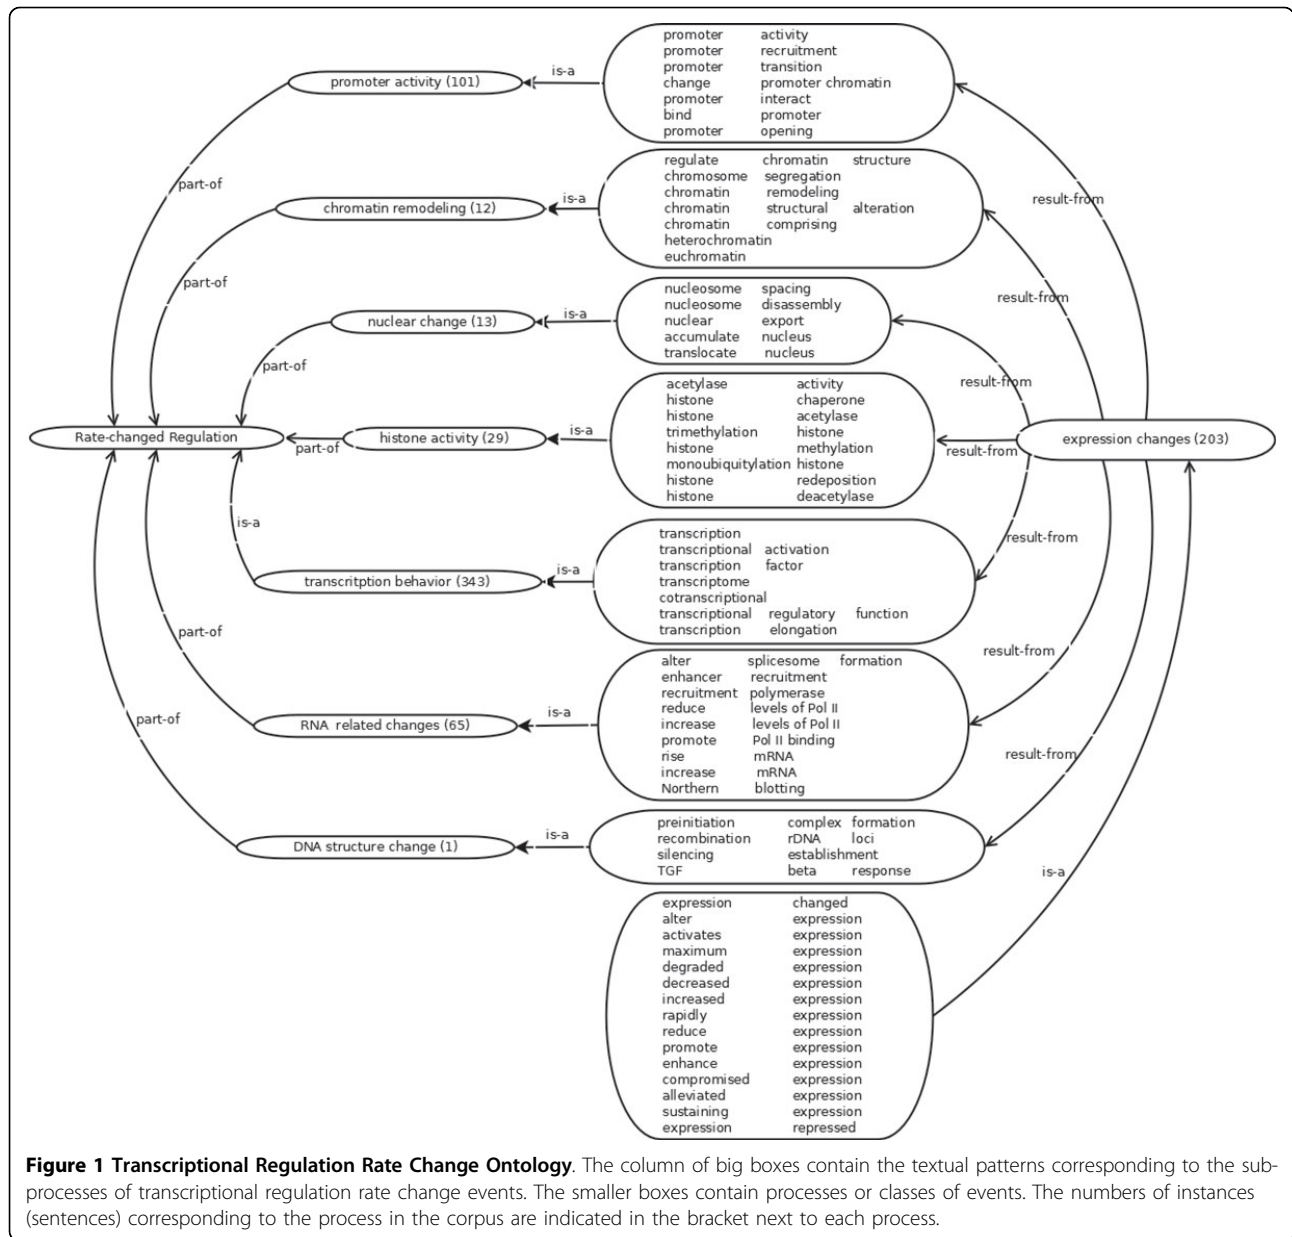 promoter activity
promoter recruitment
promoter transition
change promoter chromatin
promoter interact
bind promoter
promoter opening
is-a
promoter activity (101)
part-of
result-from
regulate chromatin structure
chromosome segregation
chromatin remodeling
chromatin structural alteration
chromatin comprising
heterochromatin
euchromatin
is-a
chromatin remodeling (12)
part-of
result-from
nucleosome spacing
nucleosome disassembly
nuclear export
accumulate nucleus
translocate nucleus
is-a
nuclear change (13)
part-of
result-from
acetylase activity
histone chaperone
histone acetylase
trimethylation histone
histone methylation
monoubiquitylation histone
histone redeposition
histone deacetylase
is-a
histone activity (29)
part-of
Rate-changed Regulation
result-from
expression changes (203)
transcription
transcriptional activation
transcription factor
transcriptome
cotranscriptional
transcriptional regulatory function
transcription elongation
is-a
transcritption behavior (343)
is-a
result-from
alter splicesome formation
enhancer recruitment
recruitment polymerase
reduce levels of Pol II
increase levels of Pol II
promote Pol II binding
rise mRNA
increase mRNA
Northern blotting
is-a
RNA related changes (65)
part-of
result-from
preinitiation complex formation
recombination rDNA loci
silencing establishment
TGF beta response
is-a
DNA structure change (1)
part-of
result-from
expression changed
alter expression
activates expression
maximum expression
degraded expression
decreased expression
increased expression
rapidly expression
reduce expression
promote expression
enhance expression
compromised expression
alleviated expression
sustaining expression
expression repressed
is-a
Figure 1 Transcriptional Regulation Rate Change Ontology. The column of big boxes contain the textual patterns corresponding to the sub-
processes of transcriptional regulation rate change events. The smaller boxes contain processes or classes of events. The numbers of instances
(sentences) corresponding to the process in the corpus are indicated in the bracket next to each process.